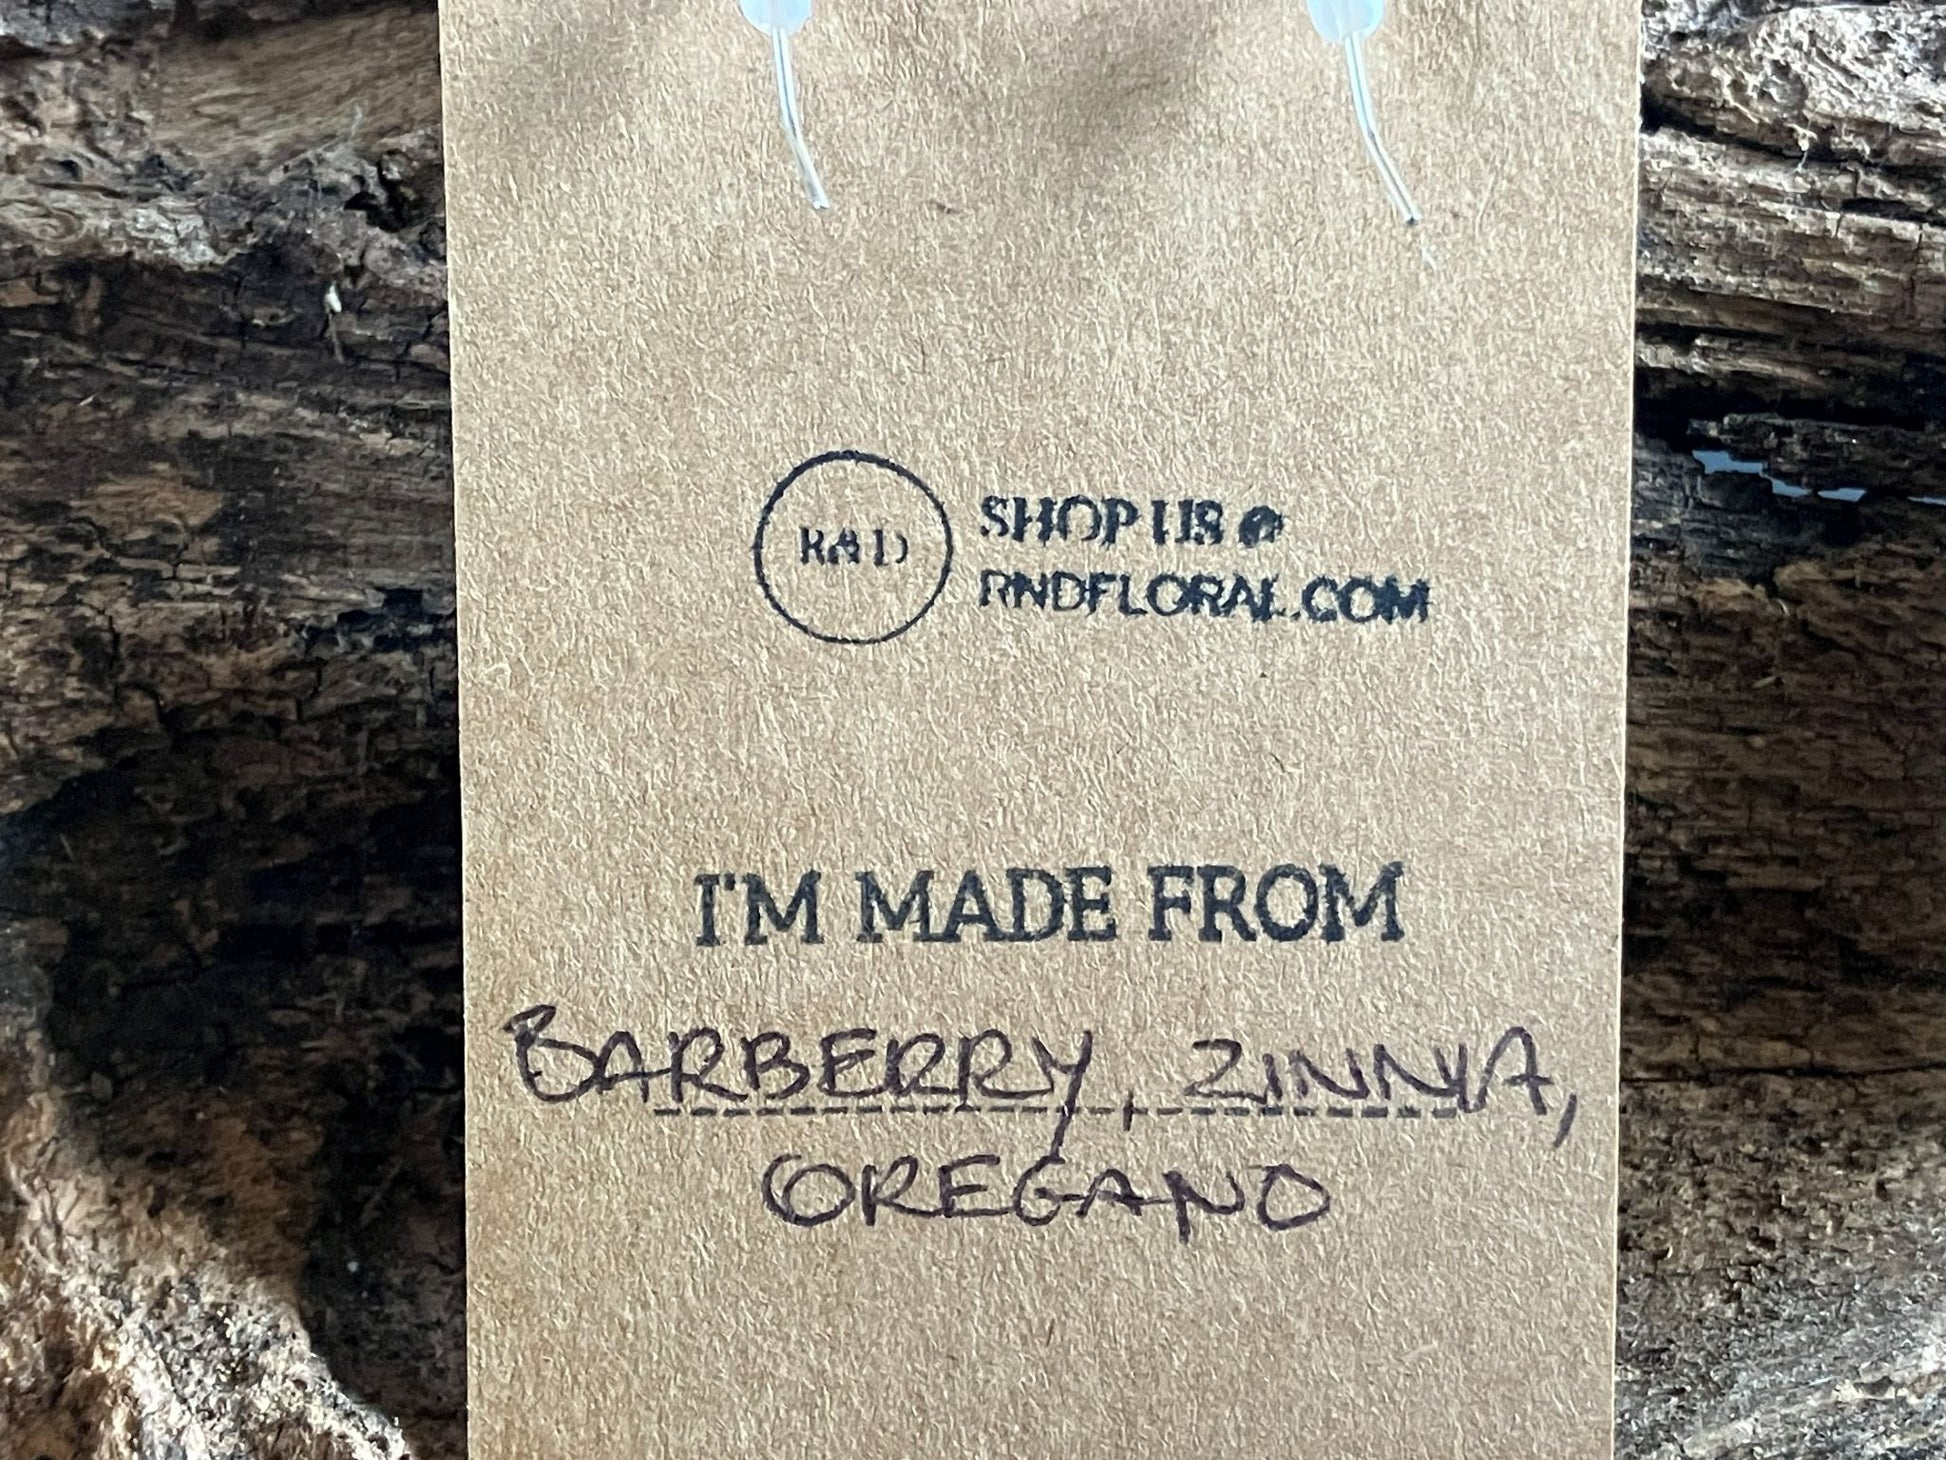 R&D
SHOP US @
RNDFLORAL.COM
I'M MADE FROM
BARBERRY, ZINNIA,
OREGANO